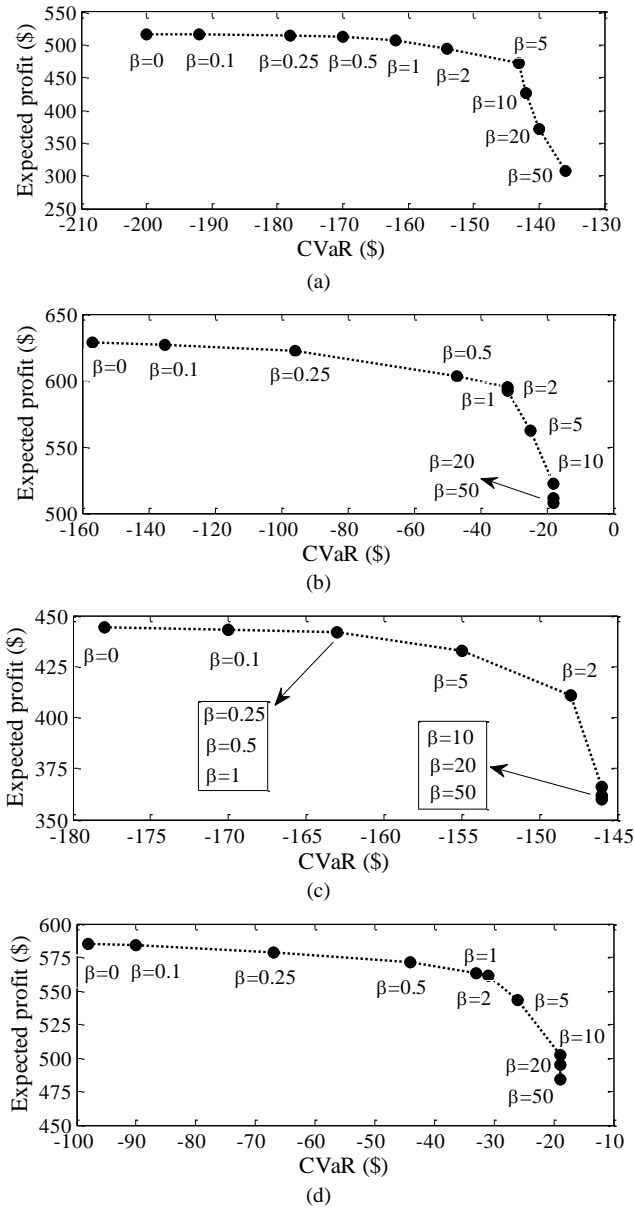 Expected profit ($)
550
500
450
400
350
300
250
β=0
β=0.1
β=0.25
β=0.5
β=1
β=2
β=5
β=10
β=20
β=50
-210
-200
-190
-180
-170
-160
-150
-140
-130
CVaR ($)
(a)
Expected profit ($)
650
600
550
500
β=0
β=0.1
β=0.25
β=0.5
β=1
β=2
β=5
β=10
β=20
β=50
-160
-140
-120
-100
-80
-60
-40
-20
0
CVaR ($)
(b)
Expected profit ($)
450
425
400
375
350
β=0
β=0.1
β=0.25
β=0.5
β=1
β=5
β=2
β=10
β=20
β=50
-180
-175
-170
-165
-160
-155
-150
-145
CVaR ($)
(c)
Expected profit ($)
600
575
550
525
500
475
450
β=0
β=0.1
β=0.25
β=0.5
β=1
β=2
β=5
β=10
β=20
β=50
-100
-90
-80
-70
-60
-50
-40
-30
-20
-10
CVaR ($)
(d)